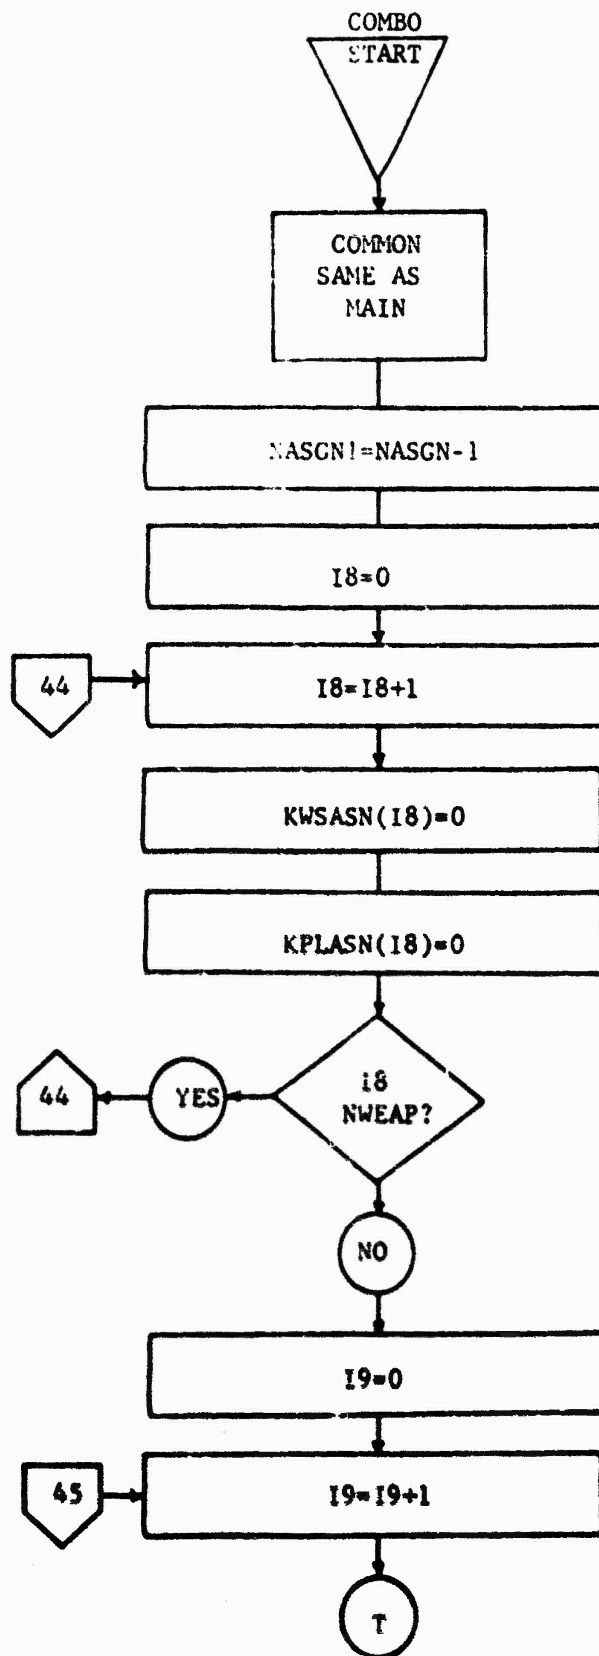 COMBO
START
COMMON
SAME AS
MAIN
NASGN1=NASGN-1
I8=0
44
I8=I8+1
KWSASN(I8)=0
KPLASN(I8)=0
I8
NWEAP?
YES
44
NO
I9=0
45
I9=I9+1
T